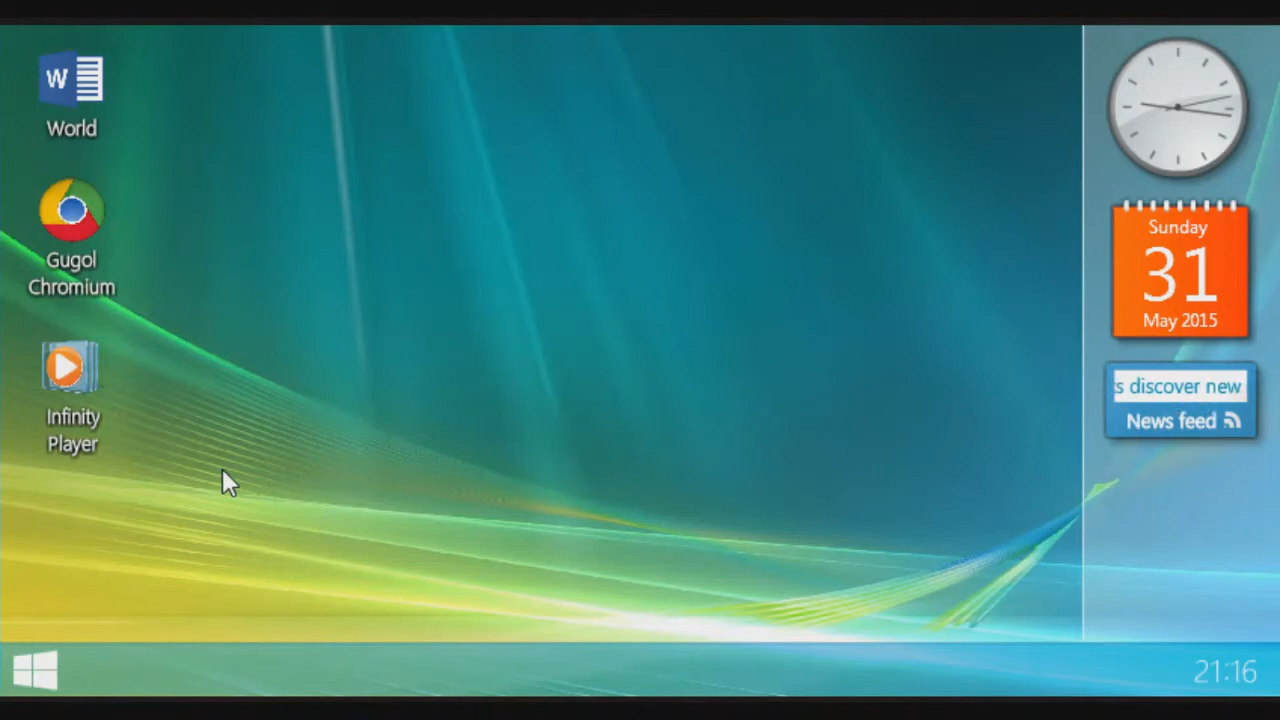 W
World
Gugol
Chromium
Infinity
Player
Sunday
31
May 2015
s discover new
News feed
21:16